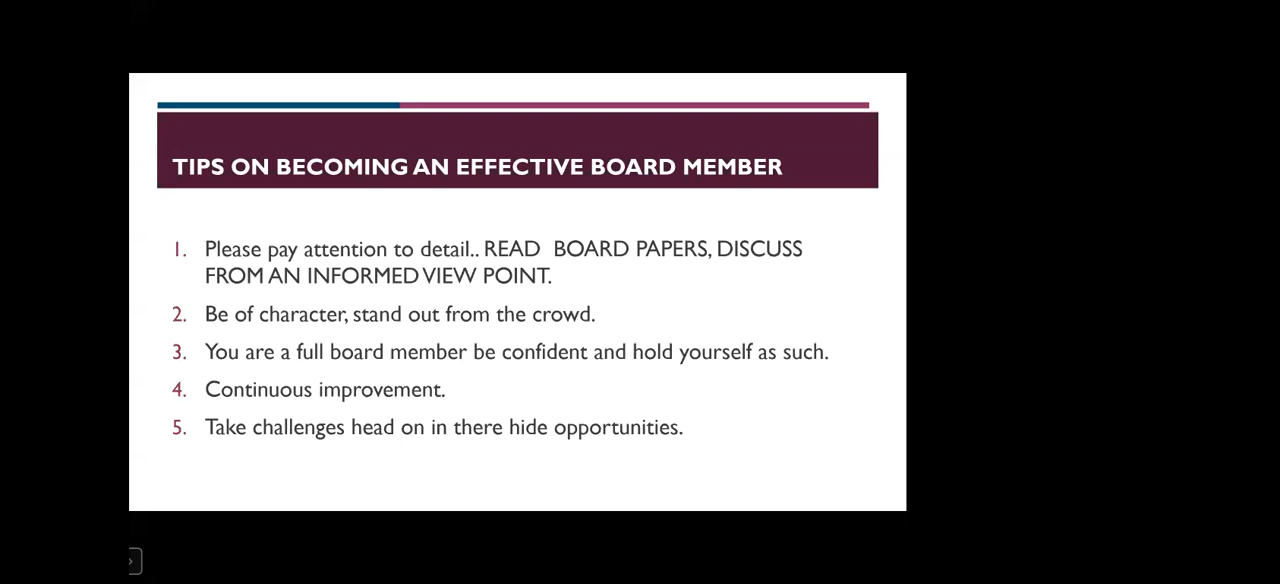 TIPS ON BECOMING AN EFFECTIVE BOARD MEMBER
1. Please pay attention to detail.. READ BOARD PAPERS, DISCUSS
FROM AN INFORMED VIEW POINT.
2. Be of character, stand out from the crowd.
3. You are a full board member be confident and hold yourself as such.
4. Continuous improvement.
5. Take challenges head on in there hide opportunities.